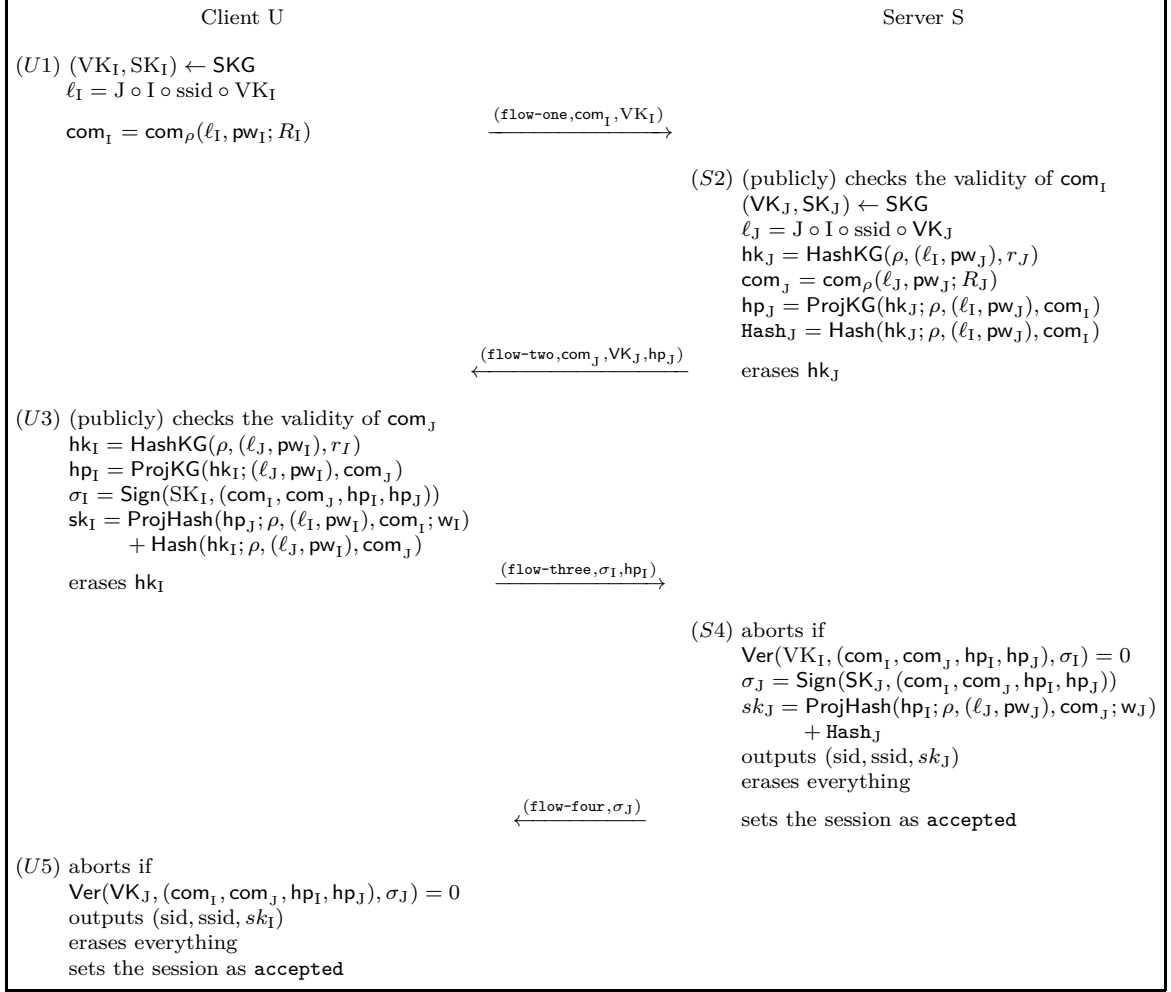 Client U Server S
(U1) (VK_I, SK_I) ← SKG
ℓ_I = J ∘ I ∘ ssid ∘ VK_I
com_I = com_ρ(ℓ_I, pw_I; R_I) (flow-one,com_I,VK_I)
(S2) (publicly) checks the validity of com_I
(VK_J, SK_J) ← SKG
ℓ_J = J ∘ I ∘ ssid ∘ VK_J
hk_J = HashKG(ρ, (ℓ_I, pw_J), r_J)
com_J = com_ρ(ℓ_J, pw_J; R_J)
hp_J = ProjKG(hk_J; ρ, (ℓ_I, pw_J), com_I)
Hash_J = Hash(hk_J; ρ, (ℓ_I, pw_J), com_I)
(flow-two,com_J,VK_J,hp_J) erases hk_J
(U3) (publicly) checks the validity of com_J
hk_I = HashKG(ρ, (ℓ_J, pw_I), r_I)
hp_I = ProjKG(hk_I; (ℓ_J, pw_I), com_J)
σ_I = Sign(SK_I, (com_I, com_J, hp_I, hp_J))
sk_I = ProjHash(hp_J; ρ, (ℓ_I, pw_I), com_I; w_I)
+ Hash(hk_I; ρ, (ℓ_J, pw_I), com_J)
erases hk_I (flow-three,σ_I,hp_I)
(S4) aborts if
Ver(VK_I, (com_I, com_J, hp_I, hp_J), σ_I) = 0
σ_J = Sign(SK_J, (com_I, com_J, hp_I, hp_J))
sk_J = ProjHash(hp_I; ρ, (ℓ_J, pw_J), com_J; w_J)
+ Hash_J
outputs (sid, ssid, sk_J)
erases everything
(flow-four,σ_J) sets the session as accepted
(U5) aborts if
Ver(VK_J, (com_I, com_J, hp_I, hp_J), σ_J) = 0
outputs (sid, ssid, sk_I)
erases everything
sets the session as accepted